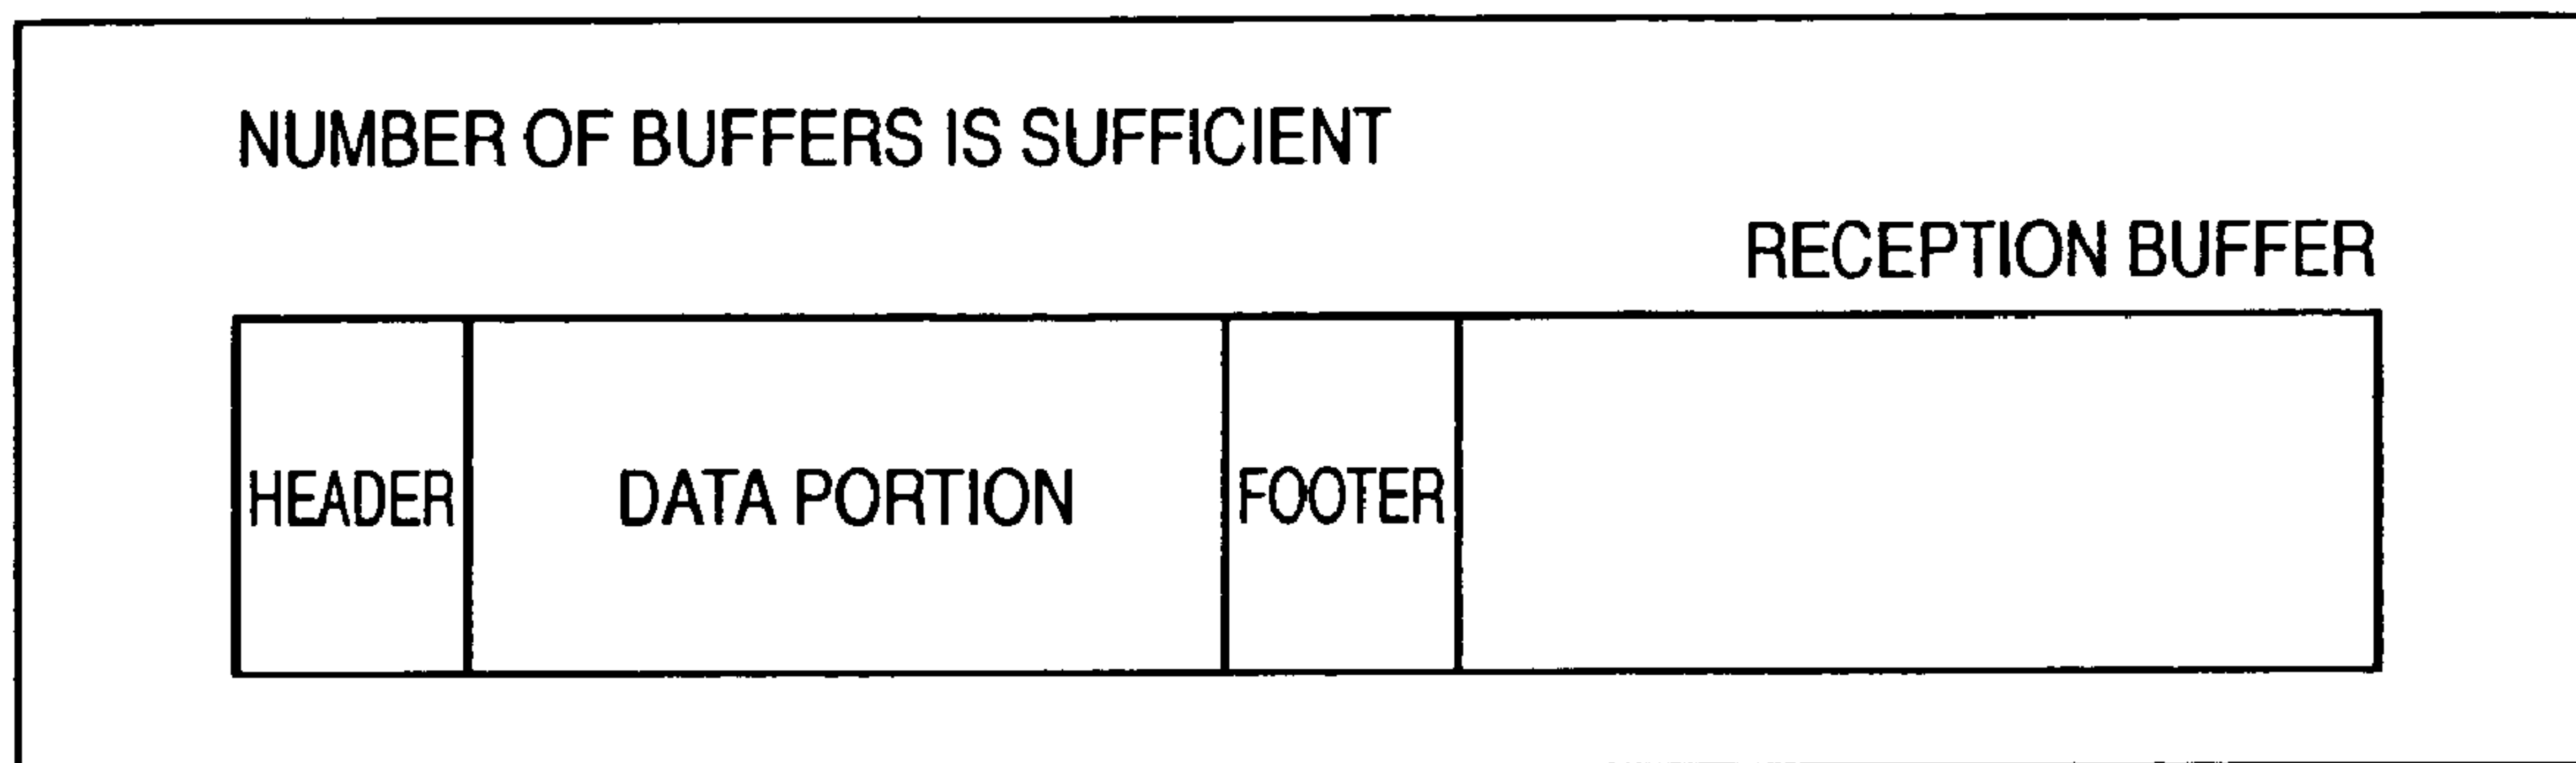 NUMBER OF BUFFERS IS SUFFICIENT
RECEPTION BUFFER
HEADER DATA PORTION FOOTER